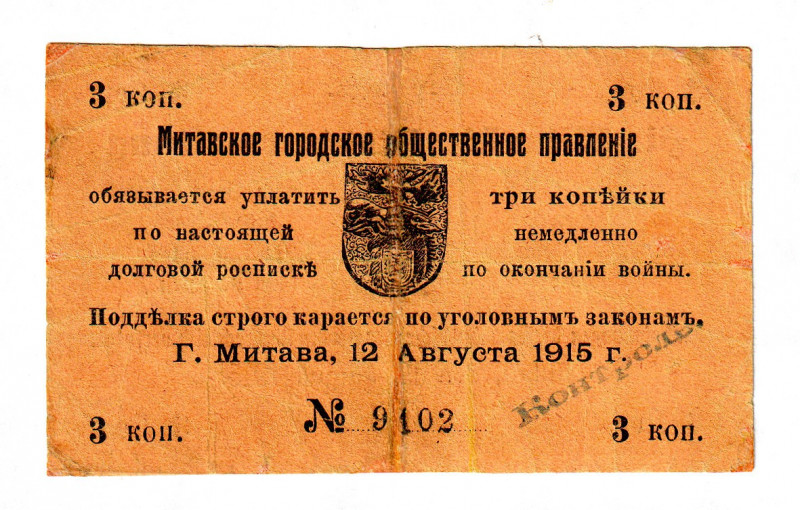 3 коп. 3 коп.
Митавское городское общественное правленіе
обязывается уплатить три копѣйки
по настоящей немедленно
долговой росписнѣ по окончаніи войны.
Поддѣлка строго карается по уголовнымъ законамъ.
Г. Митава, 12 Августа 1915 г.
Контроль.
№ 9102
3 коп. 3 коп.